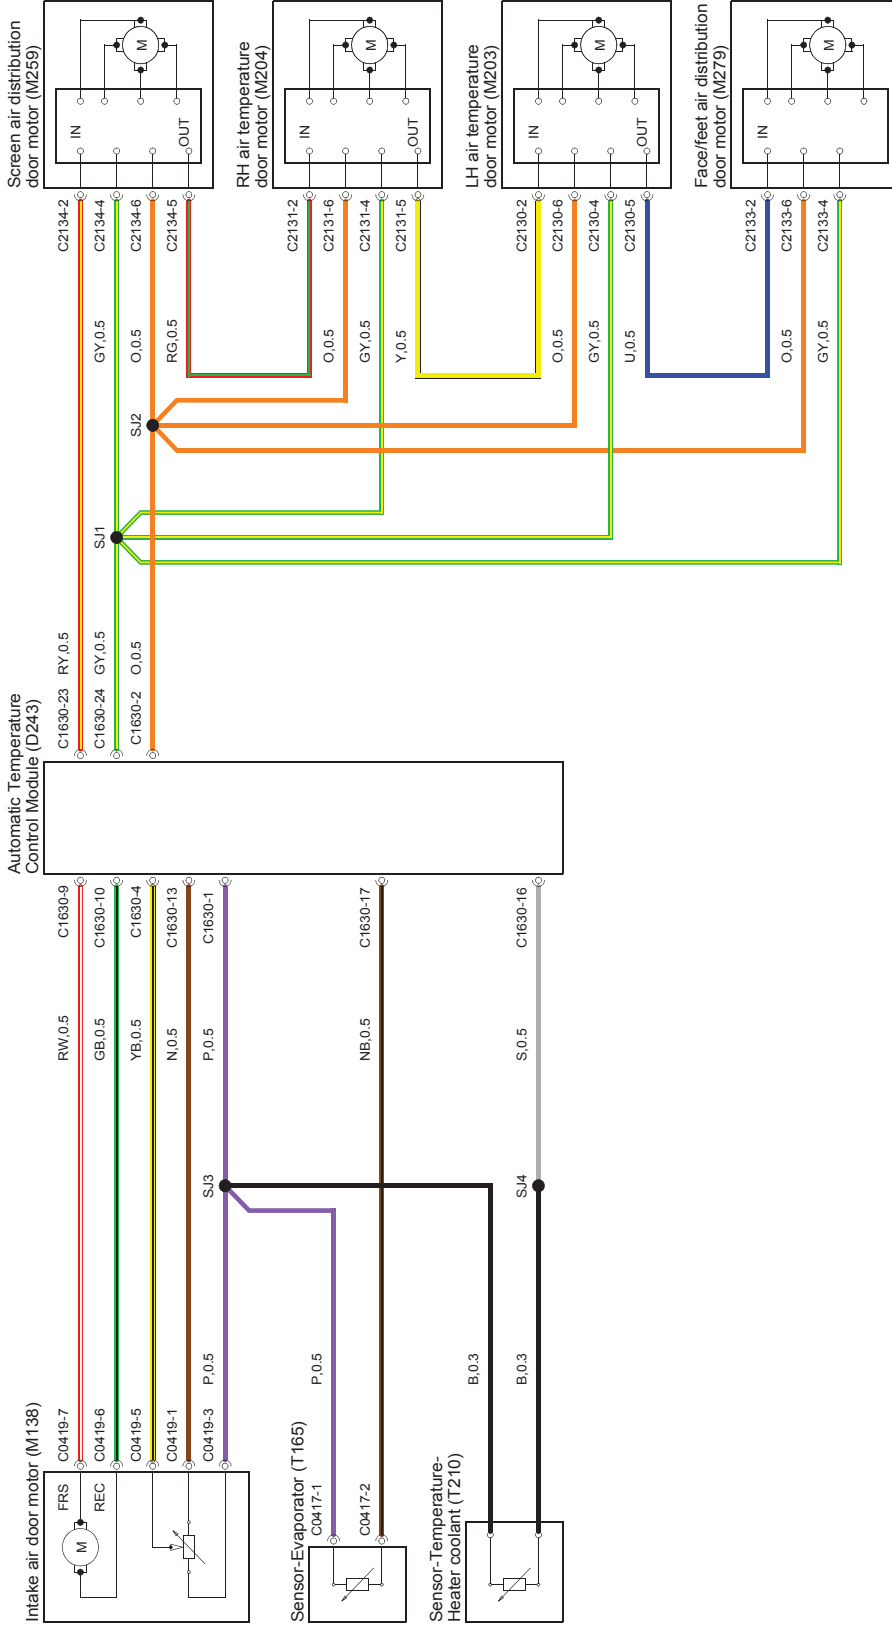 Screen air distribution
door motor (M259)
IN
OUT
M
C2134-2
C2134-4
C2134-6
C2134-5
GY,0.5
O,0.5
RG,0.5
RH air temperature
door motor (M204)
IN
OUT
M
C2131-2
C2131-6
C2131-4
C2131-5
O,0.5
GY,0.5
Y,0.5
LH air temperature
door motor (M203)
IN
OUT
M
C2130-2
C2130-6
C2130-4
C2130-5
O,0.5
GY,0.5
U,0.5
Face/feet air distribution
door motor (M279)
IN
M
C2133-2
C2133-6
C2133-4
O,0.5
GY,0.5
SJ2
SJ1
RY,0.5
GY,0.5
O,0.5
C1630-23
C1630-24
C1630-2
Automatic Temperature
Control Module (D243)
C1630-9
C1630-10
C1630-4
C1630-13
C1630-1
C1630-17
C1630-16
RW,0.5
GB,0.5
YB,0.5
N,0.5
P,0.5
NB,0.5
S,0.5
SJ3
SJ4
P,0.5
P,0.5
B,0.3
B,0.3
Intake air door motor (M138)
C0419-7
C0419-6
C0419-5
C0419-1
C0419-3
FRS
REC
M
Sensor-Evaporator (T165)
C0417-1
C0417-2
Sensor-Temperature-
Heater coolant (T210)